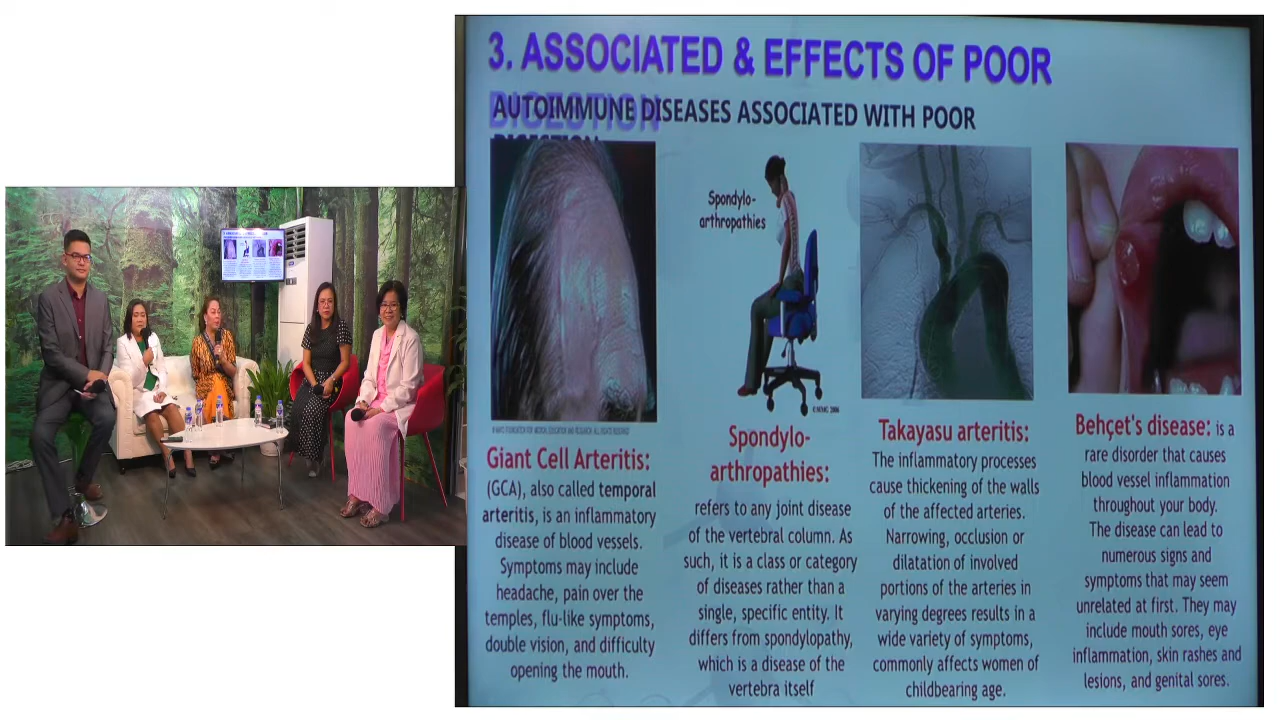 3. ASSOCIATED & EFFECTS OF POOR
DIGESTION
AUTOIMMUNE DISEASES ASSOCIATED WITH POOR
DIGESTION
Spondylo-
arthropathies
Giant Cell Arteritis:
(GCA), also called temporal
arteritis, is an inflammatory
disease of blood vessels.
Symptoms may include
headache, pain over the
temples, flu-like symptoms,
double vision, and difficulty
opening the mouth.
Spondylo-
arthropathies:
refers to any joint disease
of the vertebral column. As
such, it is a class or category
of diseases rather than a
single, specific entity. It
differs from spondylopathy,
which is a disease of the
vertebra itself
Takayasu arteritis:
The inflammatory processes
cause thickening of the walls
of the affected arteries.
Narrowing, occlusion or
dilatation of involved
portions of the arteries in
varying degrees results in a
wide variety of symptoms,
commonly affects women of
childbearing age.
Behçet's disease: is a
rare disorder that causes
blood vessel inflammation
throughout your body.
The disease can lead to
numerous signs and
symptoms that may seem
unrelated at first. They may
include mouth sores, eye
inflammation, skin rashes and
lesions, and genital sores.